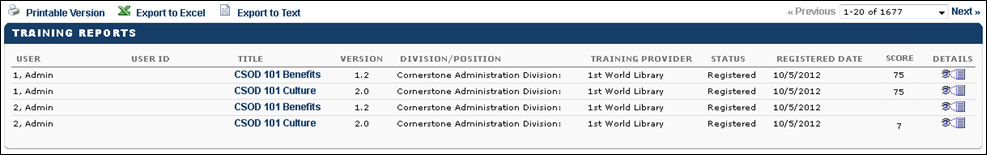 Printable Version Export to Excel Export to Text « Previous 1-20 of 1677 Next »
TRAINING REPORTS
USER USER ID TITLE VERSION DIVISION/POSITION TRAINING PROVIDER STATUS REGISTERED DATE SCORE DETAILS
1, Admin CSOD 101 Benefits 1.2 Cornerstone Administration Division: 1st World Library Registered 10/5/2012 75
1, Admin CSOD 101 Culture 2.0 Cornerstone Administration Division: 1st World Library Registered 10/5/2012 75
2, Admin CSOD 101 Benefits 1.2 Cornerstone Administration Division: 1st World Library Registered 10/5/2012
2, Admin CSOD 101 Culture 2.0 Cornerstone Administration Division: 1st World Library Registered 10/5/2012 7